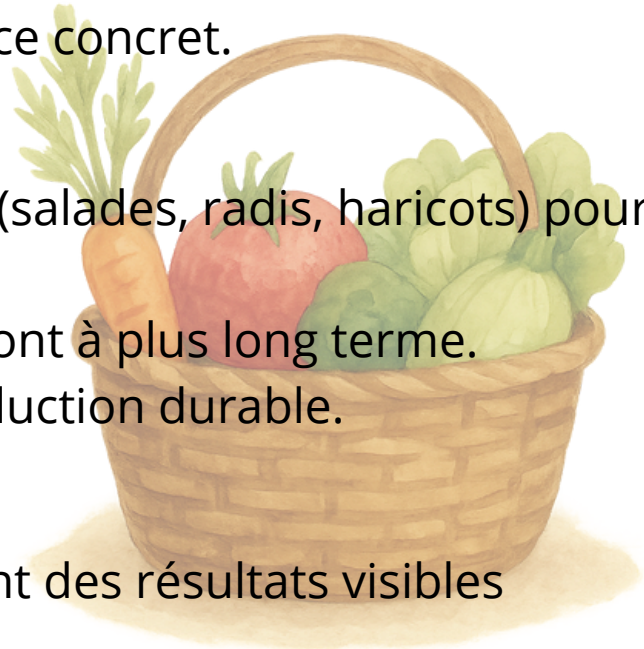 ce concret.
(salades, radis, haricots) pour
ont à plus long terme.
luction durable.
nt des résultats visibles